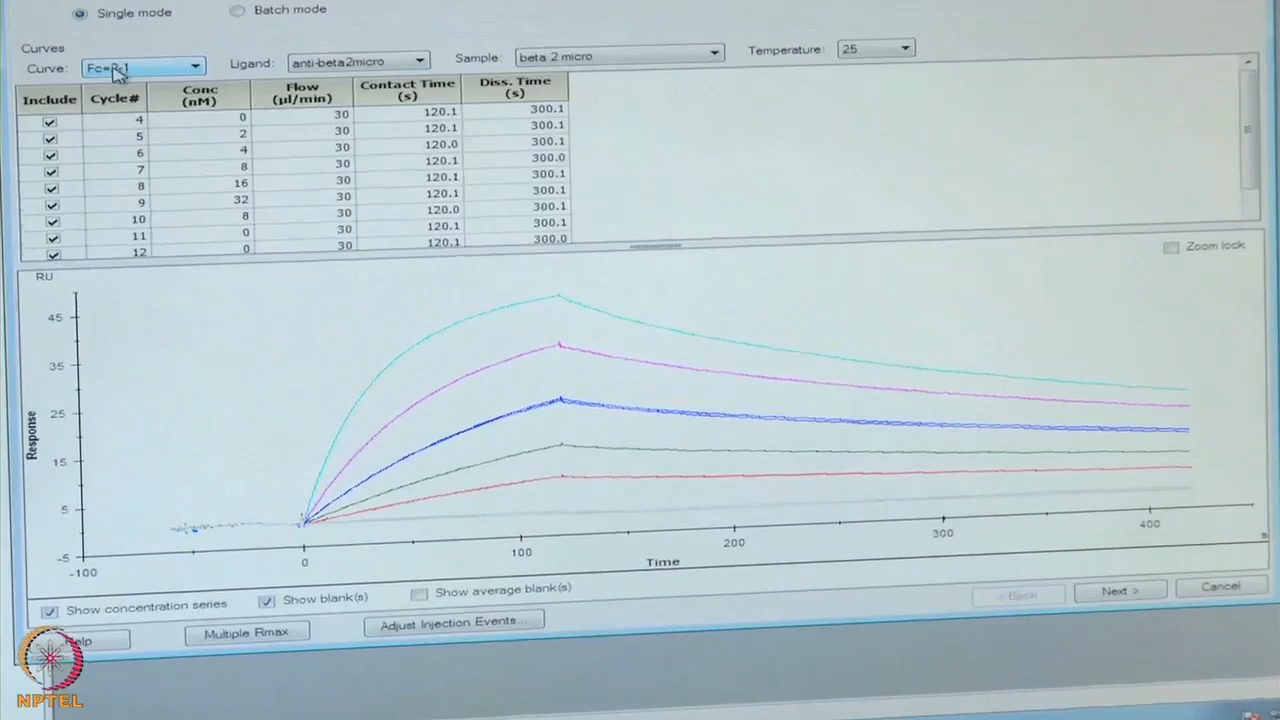 Single mode Batch mode
Curves
Curve: Ligand: anti-beta2micro Sample: beta 2 micro Temperature: 25
Include Cycle# Conc (nM) Flow (µl/min) Contact Time (s) Diss. Time (s)
4 0 30 120.1 300.1
5 2 30 120.1 300.1
6 4 30 120.0 300.1
7 8 30 120.1 300.0
8 16 30 120.1 300.1
9 32 30 120.1 300.1
10 8 30 120.0 300.1
11 0 30 120.1 300.1
12 0 30 120.1 300.0
Zoom lock
RU
45
35
25
15
5
-5
Response
-100 0 100 200 300 400 s
Time
Show concentration series Show blank(s) Show average blank(s) < Back Next > Cancel
Help Multiple Rmax Adjust Injection Events...
NPTEL